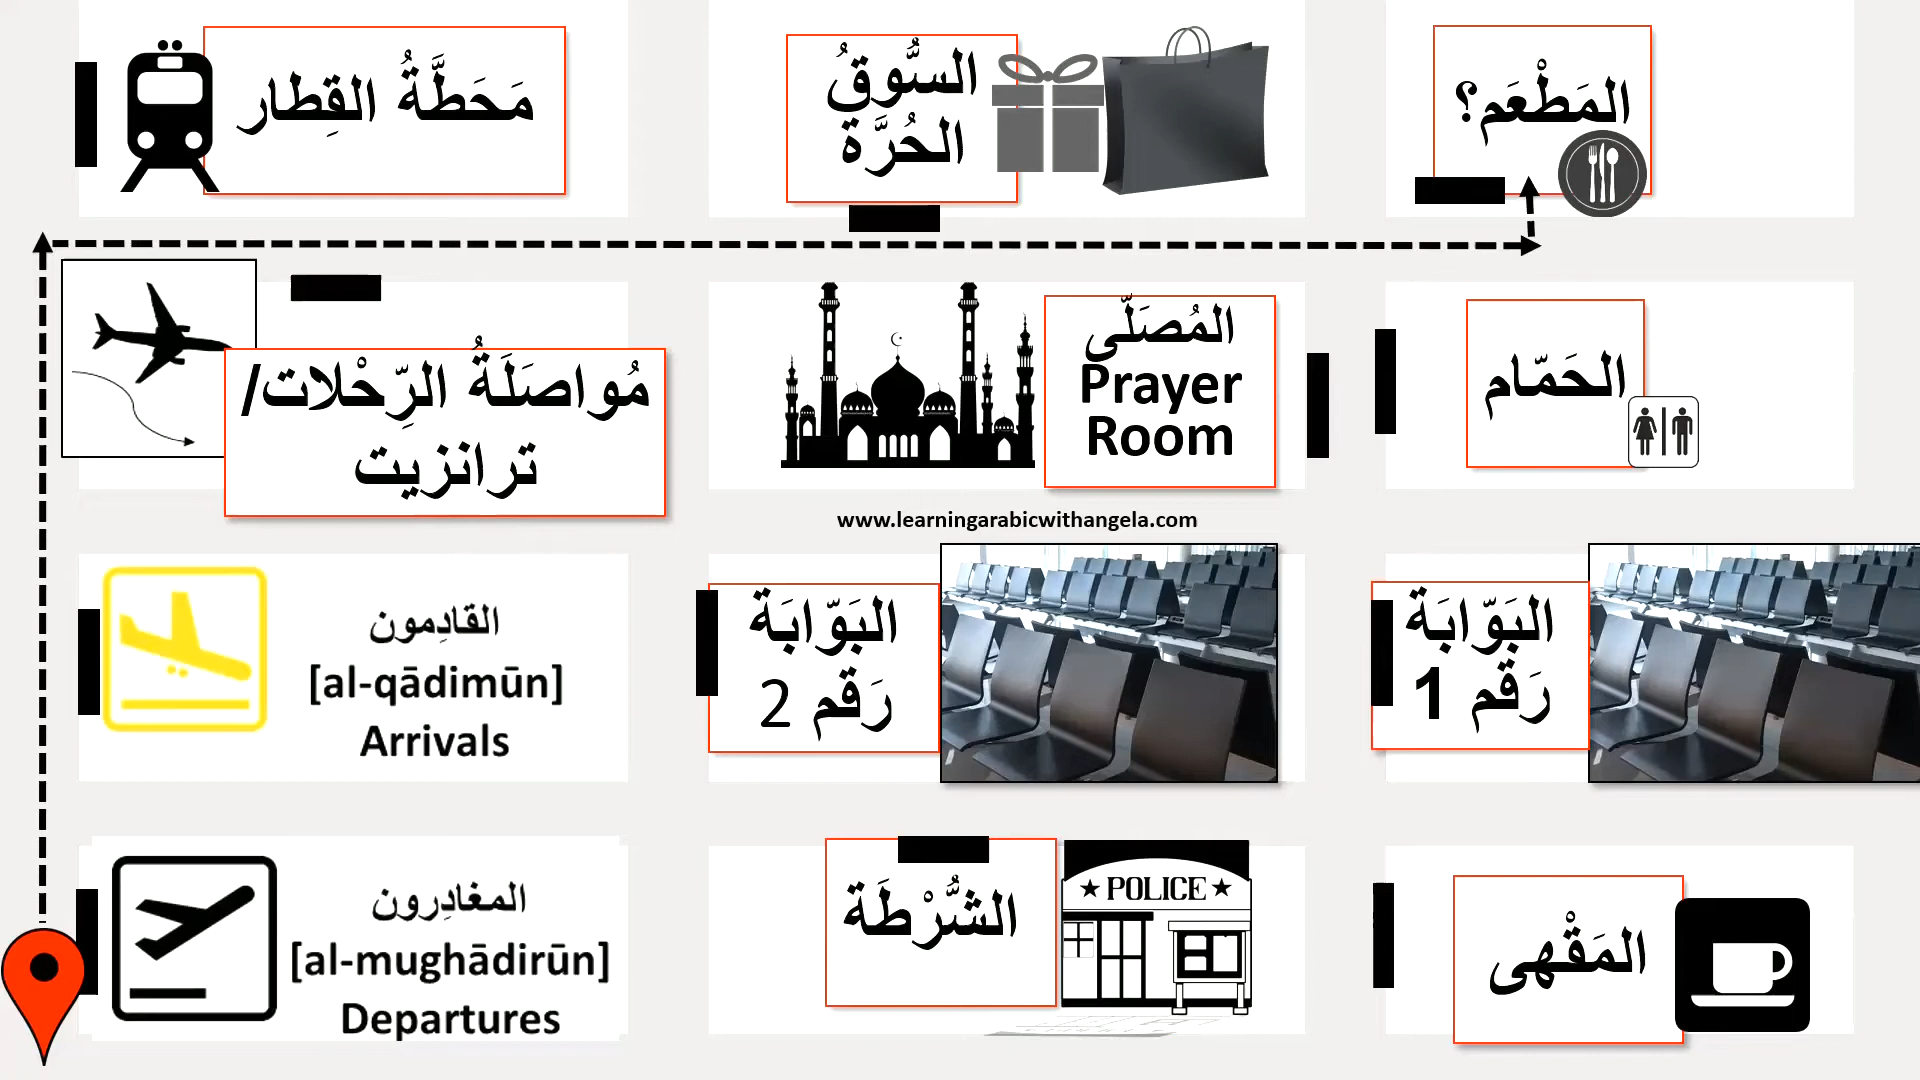 مَحَطَّةُ القِطار
السُّوقُ
الحُرَّة
المَطْعَم؟
مُواصَلَةُ الرِّحْلات/
ترانزيت
المُصَلّى
Prayer
Room
الحَمّام
www.learningarabicwithangela.com
القادِمون
[al-qādimūn]
Arrivals
البَوّابَة
رَقم 2
البَوّابَة
رَقم 1
المغادِرون
[al-mughādirūn]
Departures
الشُّرْطَة
POLICE
المَقْهى